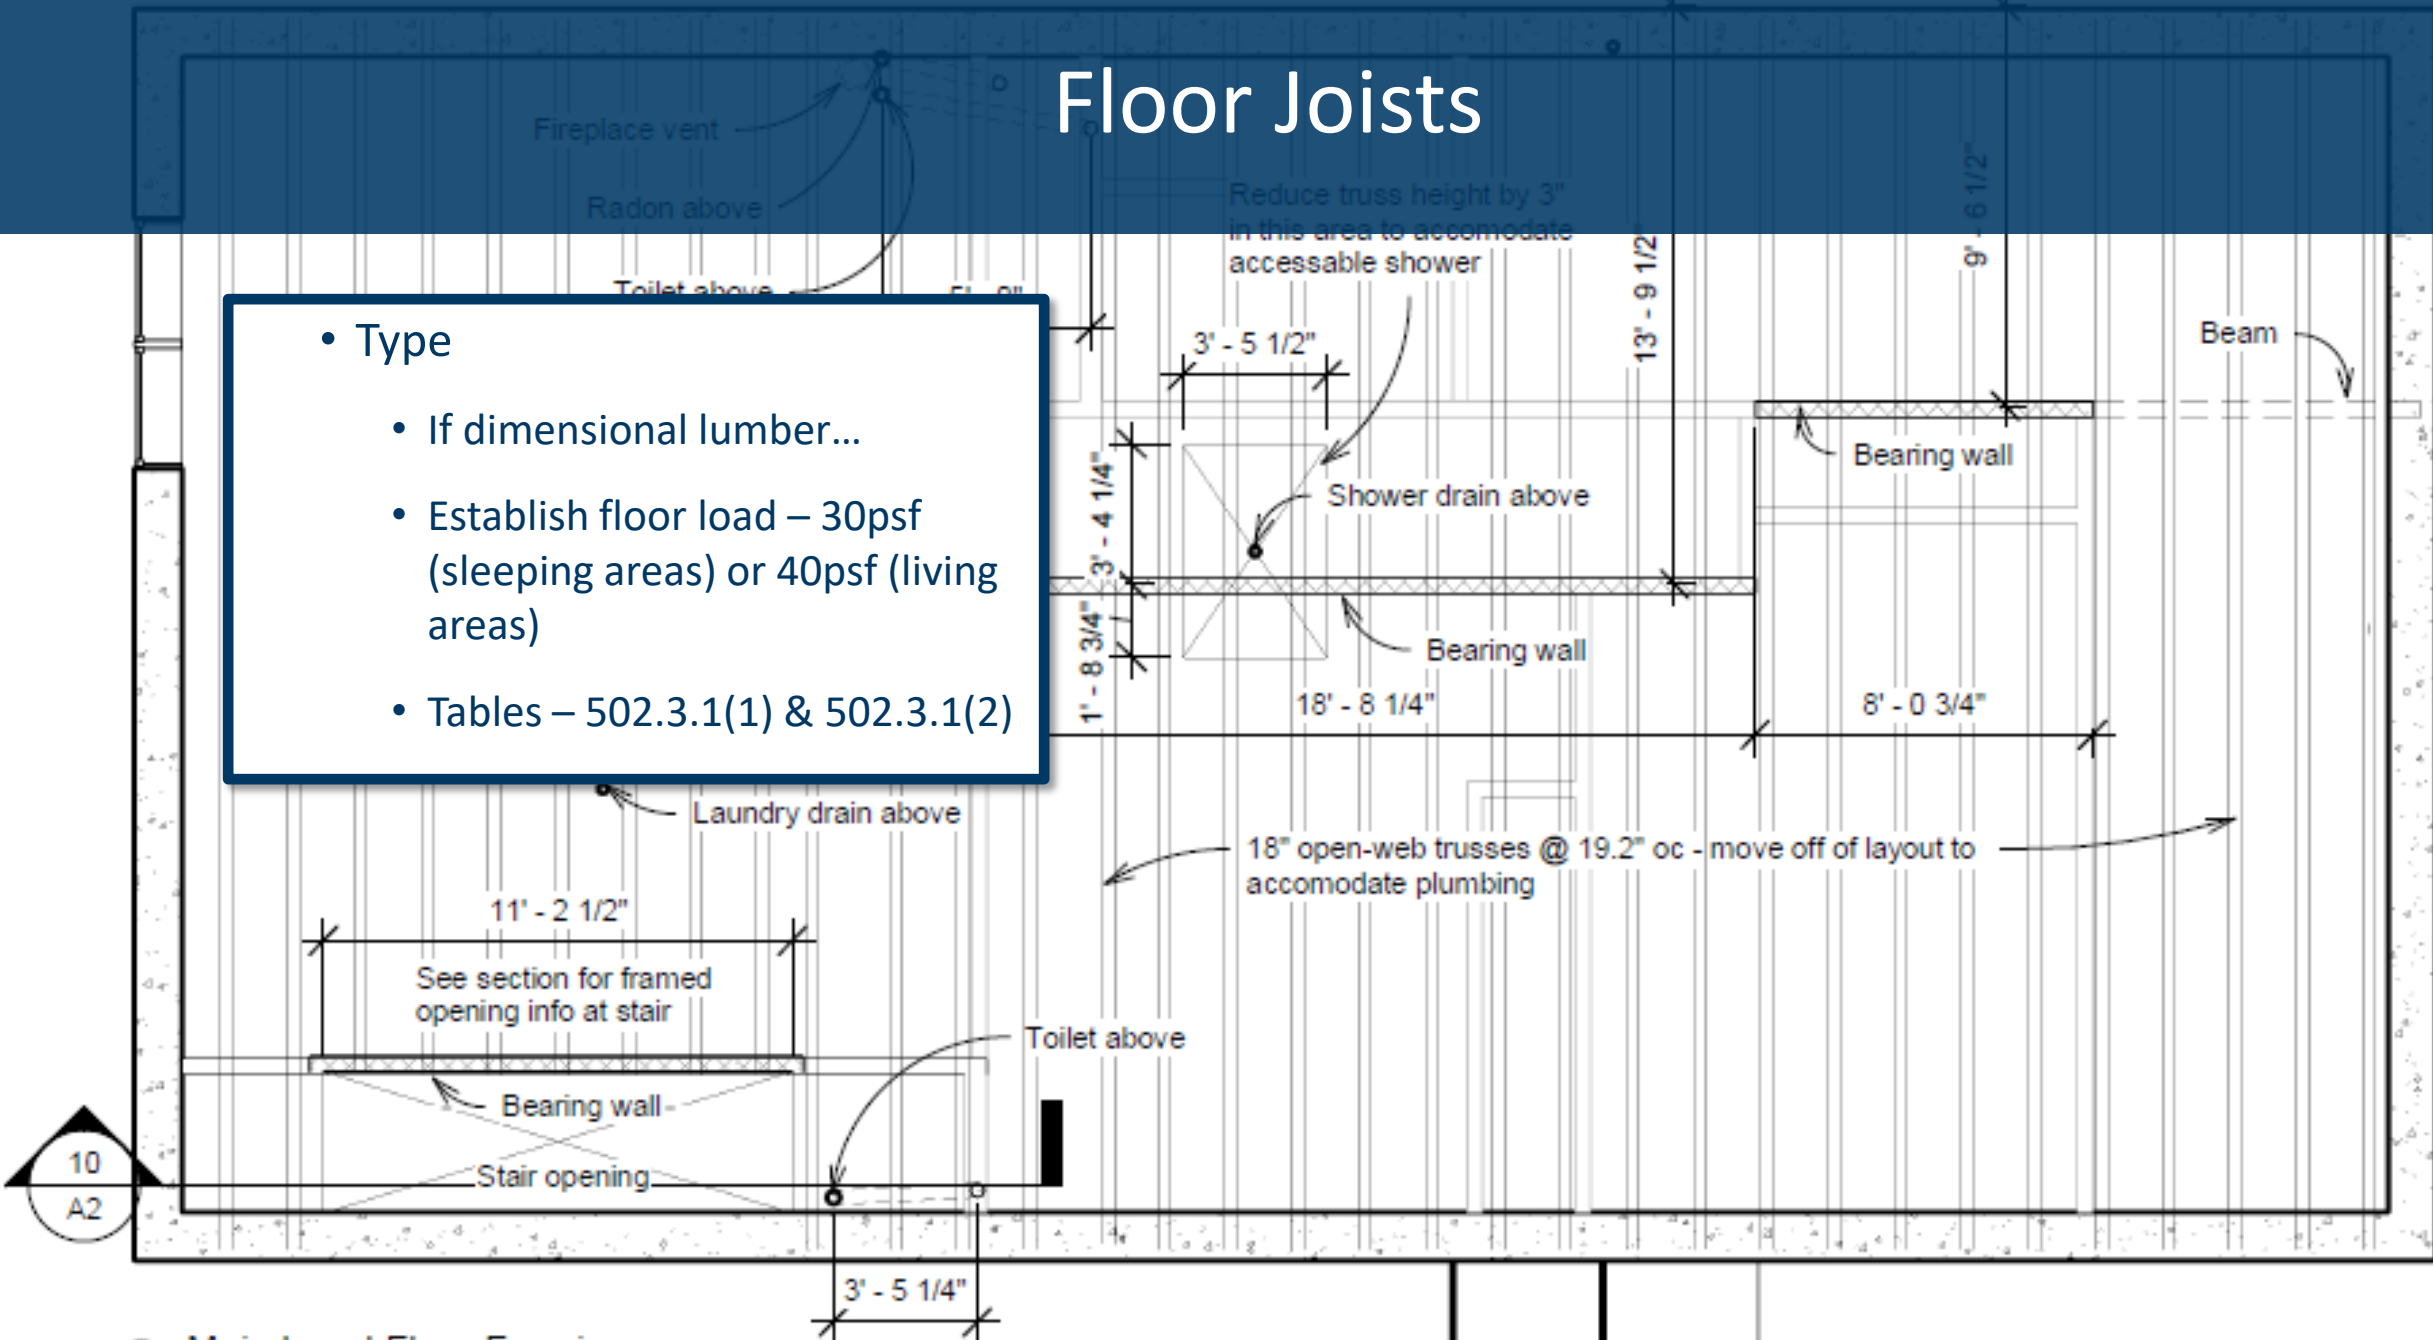 Floor Joists
Fireplace vent
Radon above
Reduce truss height by 3"
in this area to accomodate
accessable shower
Toilet above
13' - 9 1/2"
9' - 6 1/2"
• Type
• If dimensional lumber...
• Establish floor load – 30psf
(sleeping areas) or 40psf (living
areas)
• Tables – 502.3.1(1) & 502.3.1(2)
3' - 5 1/2"
Beam
Bearing wall
3' - 4 1/4"
Shower drain above
1' - 8 3/4"
Bearing wall
18' - 8 1/4"
8' - 0 3/4"
Laundry drain above
18" open-web trusses @ 19.2" oc - move off of layout to
accomodate plumbing
11' - 2 1/2"
See section for framed
opening info at stair
Toilet above
Bearing wall
Stair opening
10
A2
3' - 5 1/4"